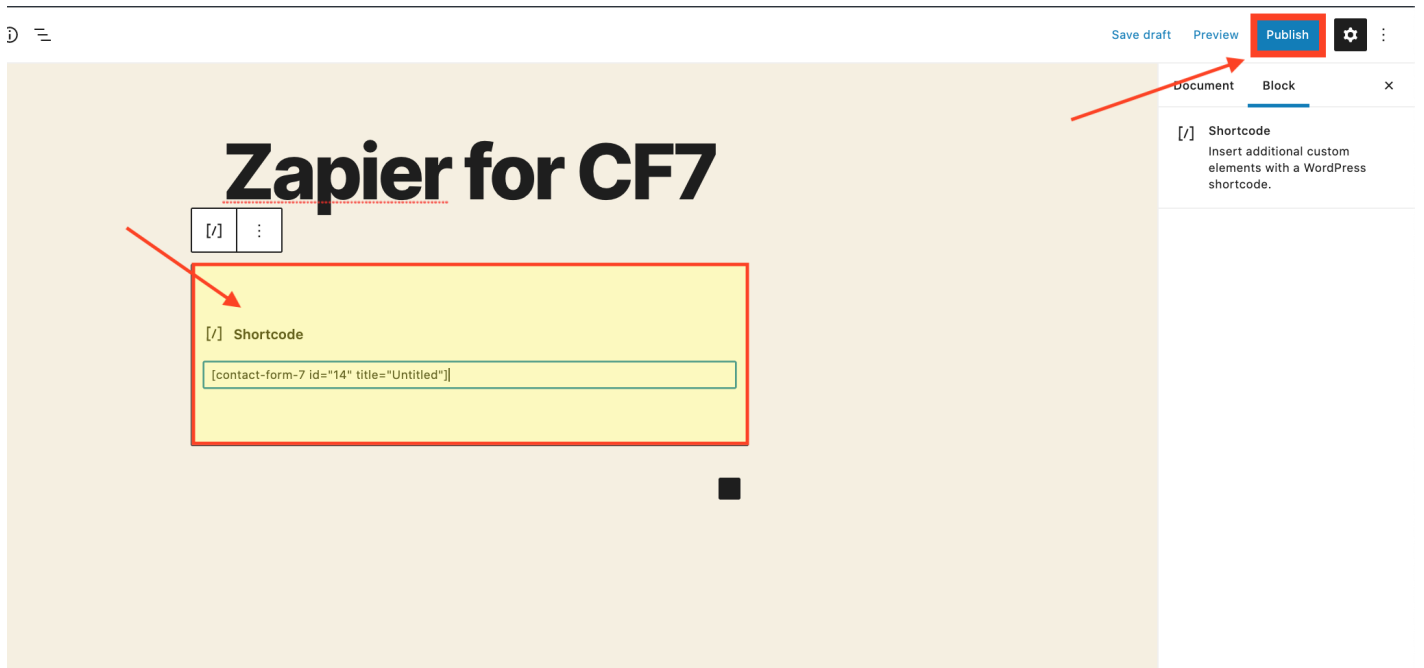 Save draft Preview Publish
Document Block
Zapier for CF7
[/] Shortcode
Insert additional custom
elements with a WordPress
shortcode.
[/]
[/] Shortcode
[contact-form-7 id="14" title="Untitled"]